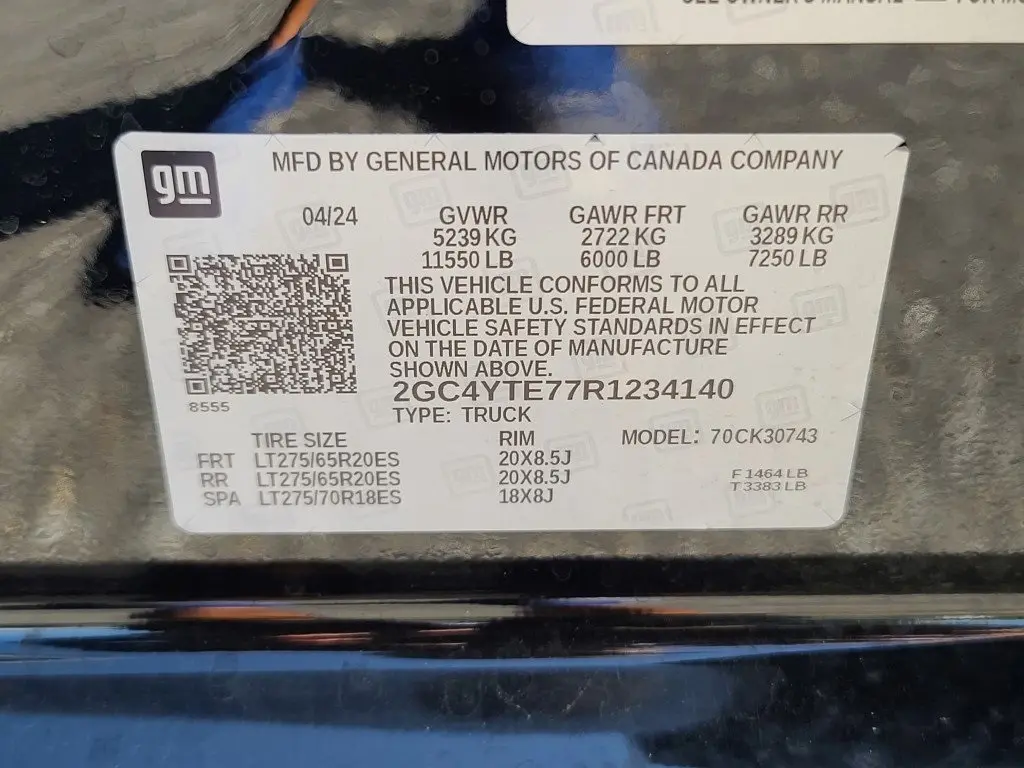 gm
MFD BY GENERAL MOTORS OF CANADA COMPANY
04/24 GVWR GAWR FRT GAWR RR
5239 KG 2722 KG 3289 KG
11550 LB 6000 LB 7250 LB
THIS VEHICLE CONFORMS TO ALL
APPLICABLE U.S. FEDERAL MOTOR
VEHICLE SAFETY STANDARDS IN EFFECT
ON THE DATE OF MANUFACTURE
SHOWN ABOVE.
2GC4YTE77R1234140
8555
TYPE: TRUCK
TIRE SIZE RIM MODEL: 70CK30743
FRT LT275/65R20ES 20X8.5J
RR LT275/65R20ES 20X8.5J F 1464 LB
SPA LT275/70R18ES 18X8J T 3383 LB